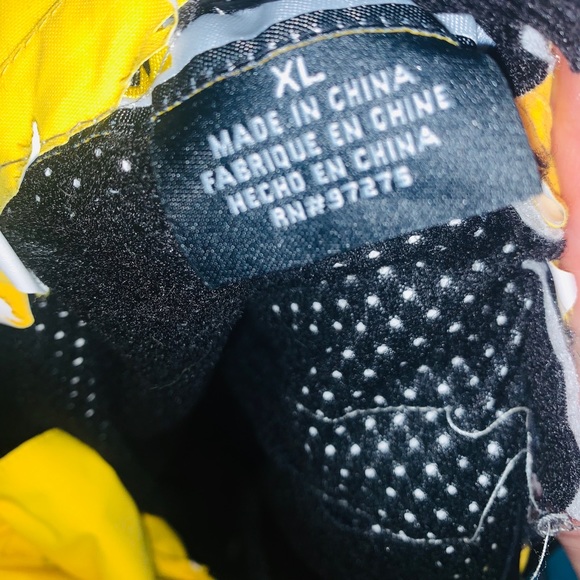 XL
MADE IN CHINA
FABRIQUE EN CHINE
HECHO EN CHINA
RN#97275